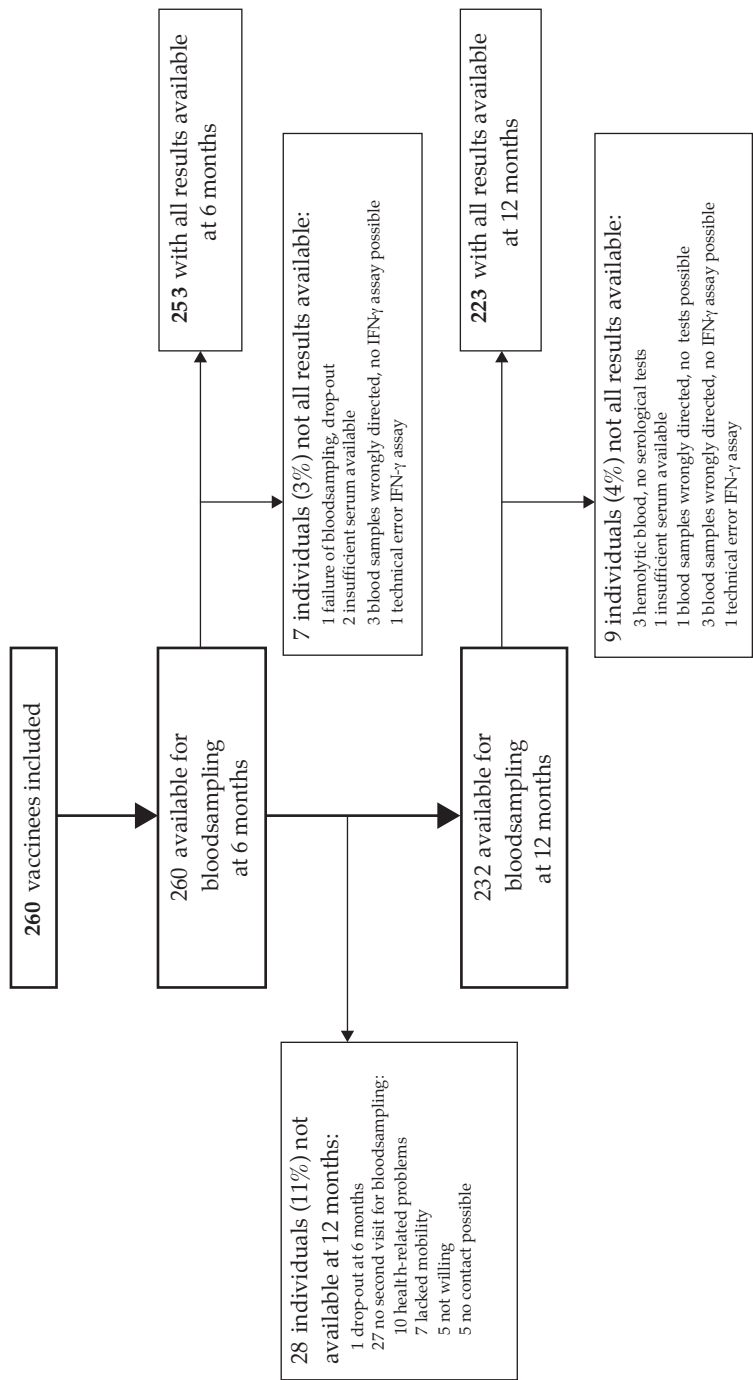 260 vaccinees included
260 available for
bloodsampling
at 6 months
253 with all results available
at 6 months
7 individuals (3%) not all results available:
1 failure of bloodsampling, drop-out
2 insufficient serum available
3 blood samples wrongly directed, no IFN-γ assay possible
1 technical error IFN-γ assay
28 individuals (11%) not
available at 12 months:
1 drop-out at 6 months
27 no second visit for bloodsampling:
10 health-related problems
7 lacked mobility
5 not willing
5 no contact possible
232 available for
bloodsampling
at 12 months
223 with all results available
at 12 months
9 individuals (4%) not all results available:
3 hemolytic blood, no serological tests
1 insufficient serum available
1 blood samples wrongly directed, no tests possible
3 blood samples wrongly directed, no IFN-γ assay possible
1 technical error IFN-γ assay